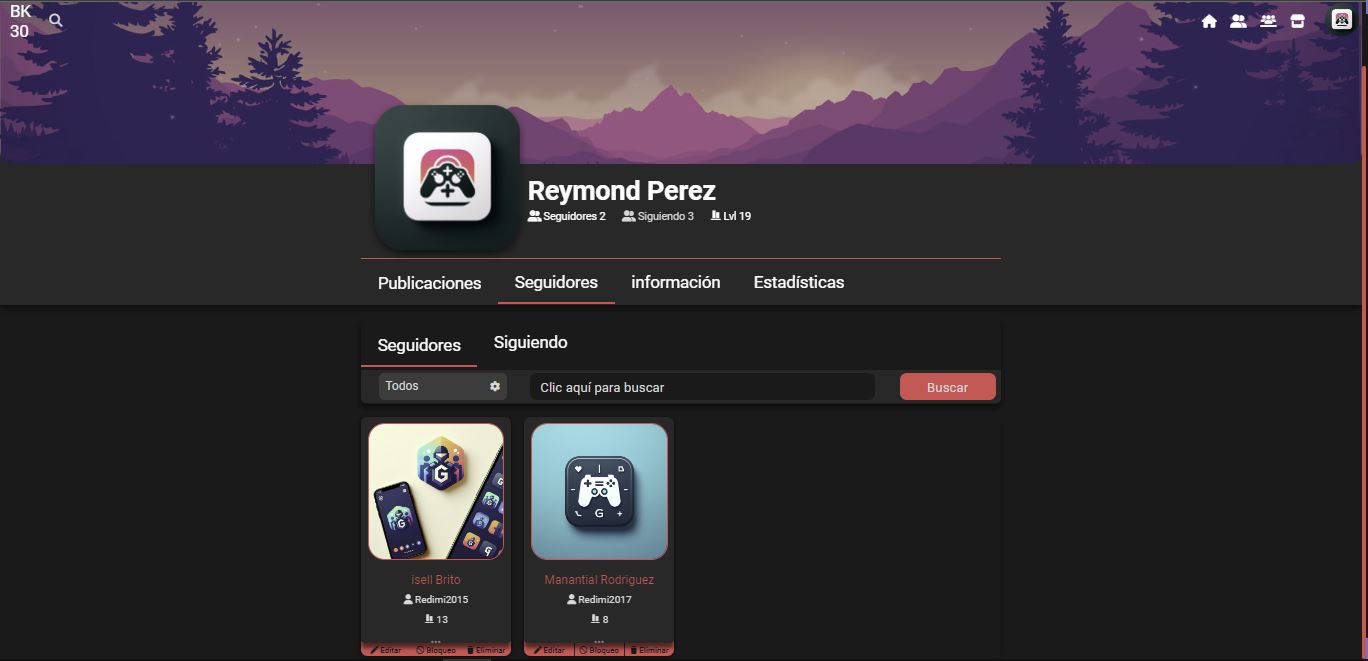 BK
30
Reymond Perez
Seguidores 2 Siguiendo 3 Lvl 19
Publicaciones Seguidores información Estadísticas
Seguidores Siguiendo
Todos Clic aquí para buscar Buscar
G
G
G
isell Brito Manantial Rodriguez
Redimi2015 Redimi2017
13 8
... ...
Editar Bloqueo Eliminar Editar Bloqueo Eliminar